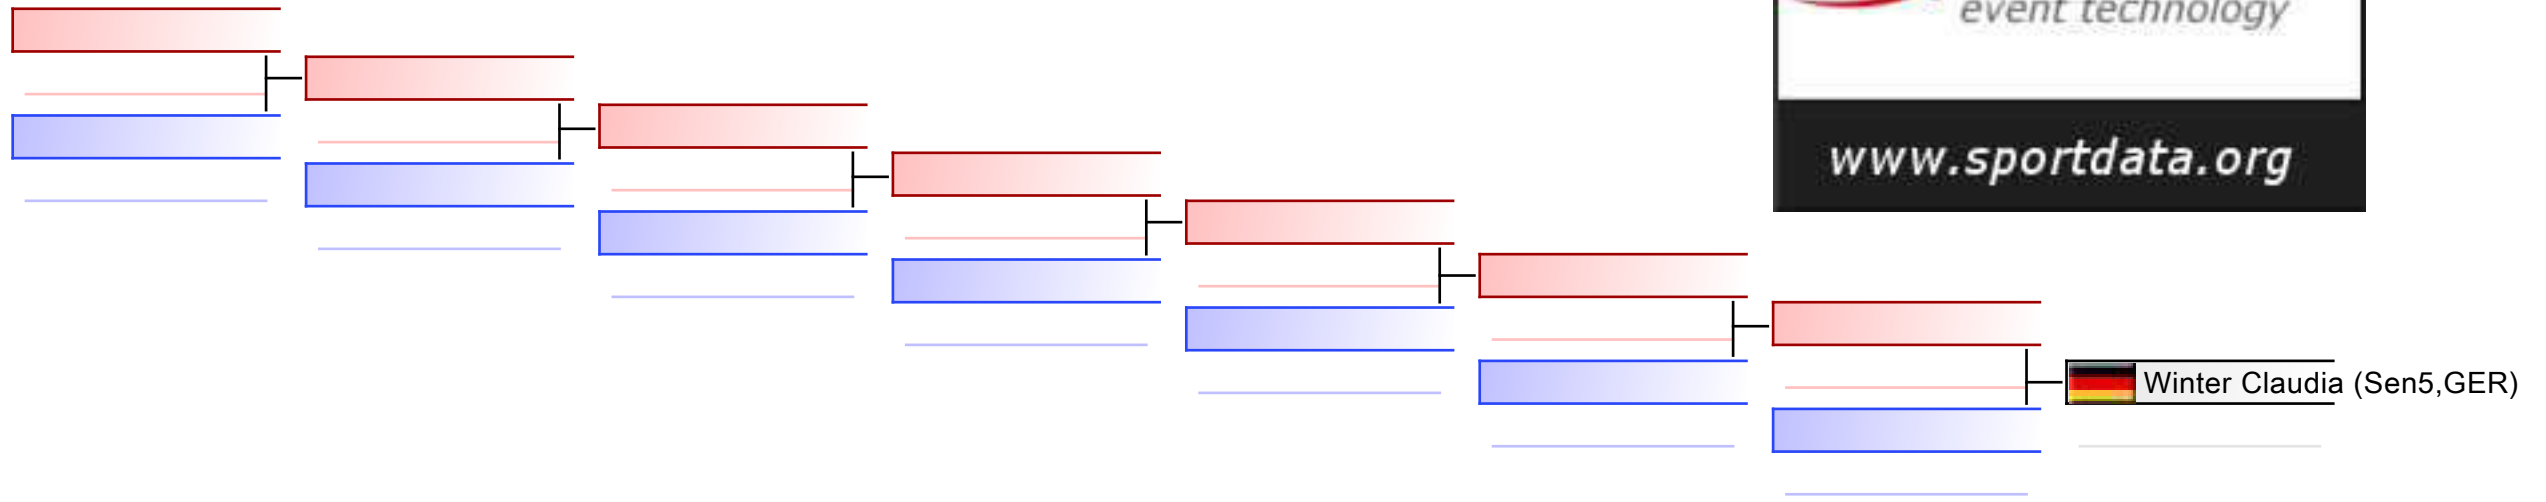 event technology
www.sportdata.org
Winter Claudia (Sen5,GER)